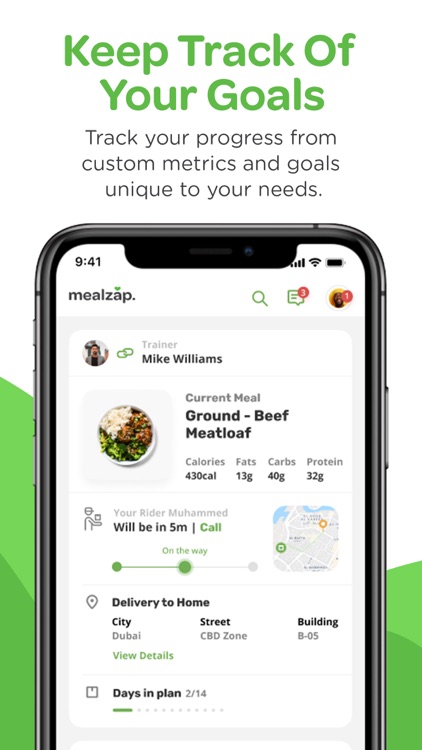 Keep Track Of
Your Goals
Track your progress from
custom metrics and goals
unique to your needs.
9:41
mealzap.
3
1
Trainer
Mike Williams
Current Meal
Ground - Beef
Meatloaf
Calories Fats Carbs Protein
430cal 13g 40g 32g
Your Rider Muhammed
Will be in 5m | Call
On the way
Delivery to Home
City Street Building
Dubai CBD Zone B-05
View Details
Days in plan 2/14